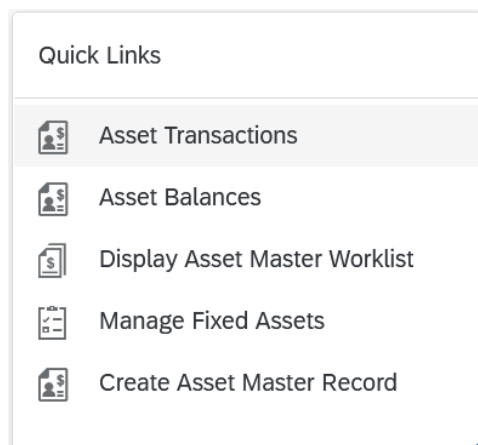 Quick Links
Asset Transactions
Asset Balances
Display Asset Master Worklist
Manage Fixed Assets
Create Asset Master Record